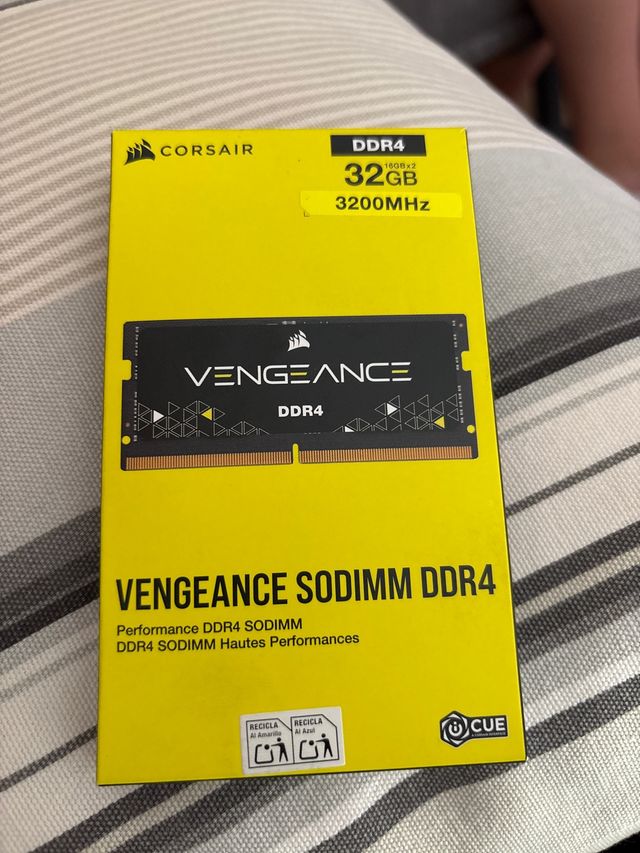 CORSAIR
DDR4
32GB 16GBx2
3200MHz
VENGEANCE
DDR4
VENGEANCE SODIMM DDR4
Performance DDR4 SODIMM
DDR4 SODIMM Hautes Performances
RECICLA
Al Amarillo
RECICLA
Al Azul
iCUE